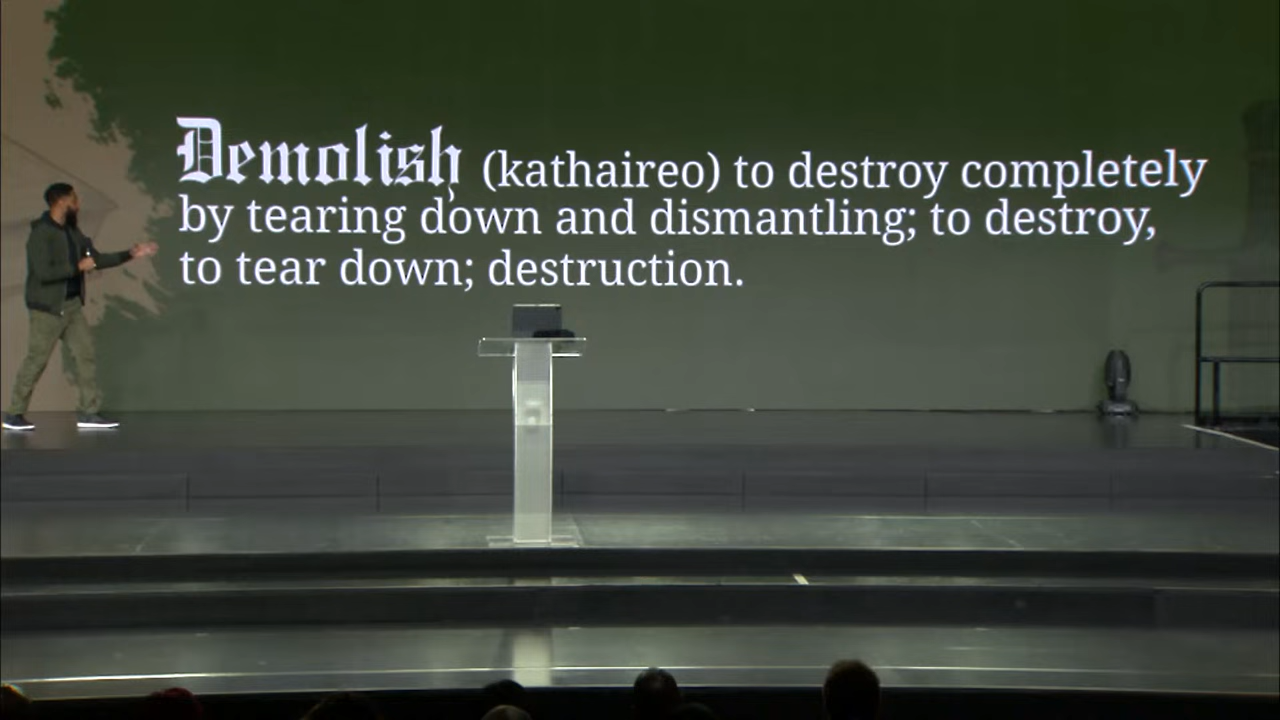 Demolish (kathaireo) to destroy completely
by tearing down and dismantling; to destroy,
to tear down; destruction.